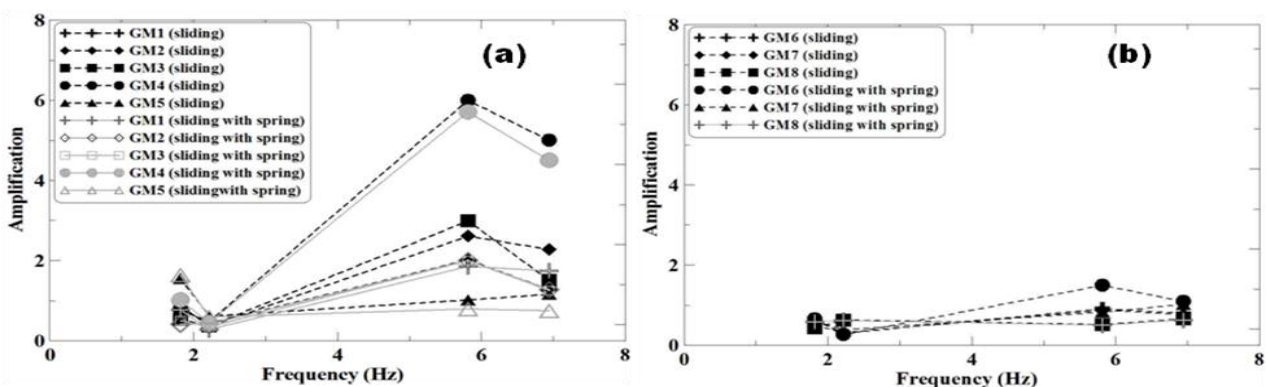 8
6
4
2
0
Amplification
GM1 (sliding)
GM2 (sliding)
GM3 (sliding)
GM4 (sliding)
GM5 (sliding)
GM1 (sliding with spring)
GM2 (sliding with spring)
GM3 (sliding with spring)
GM4 (sliding with spring)
GM5 (slidingwith spring)
(a)
0 2 4 6 8
Frequency (Hz)
8
6
4
2
0
Amplification
GM6 (sliding)
GM7 (sliding)
GM8 (sliding)
GM6 (sliding with spring)
GM7 (sliding with spring)
GM8 (sliding with spring)
(b)
0 2 4 6 8
Frequency (Hz)